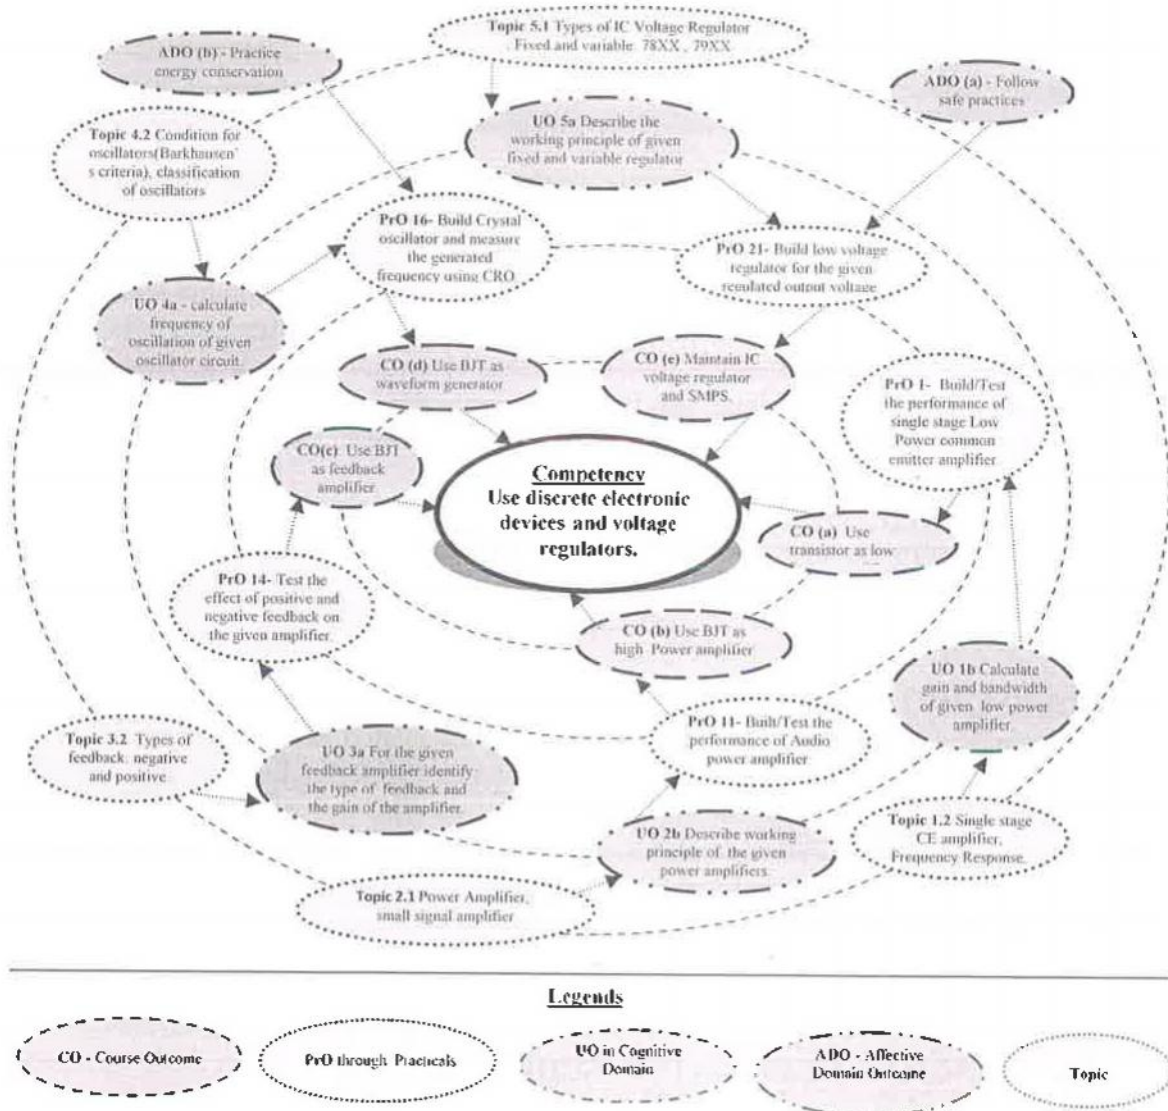 Topic 5.1 Types of IC Voltage Regulator
Fixed and variable 78XX , 79XX
ADO (b) - Practice
energy conservation
ADO (a) - Follow
safe practices
Topic 4.2 Condition for
oscillators(Barkhausen'
s criteria), classification
of oscillators
UO 5a Describe the
working principle of given
fixed and variable regulator
PrO 16- Build Crystal
oscillator and measure
the generated
frequency using CRO.
PrO 21- Build low voltage
regulator for the given
regulated output voltage
UO 4a - calculate
frequency of
oscillation of given
oscillator circuit.
CO (d) Use BJT as
waveform generator
CO (e) Maintain IC
voltage regulator
and SMPS.
PrO 1- Build/Test
the performance of
single stage Low
Power common
emitter amplifier
CO(c) Use BJT
as feedback
amplifier
Competency
Use discrete electronic
devices and voltage
regulators.
CO (a) Use
transistor as low
PrO 14- Test the
effect of positive and
negative feedback on
the given amplifier.
CO (b) Use BJT as
high Power amplifier
UO 1b Calculate
gain and bandwidth
of given low power
amplifier.
PrO 11- Built/Test the
performance of Audio
power amplifier
Topic 3.2 Types of
feedback: negative
and positive
UO 3a For the given
feedback amplifier identify
the type of feedback and
the gain of the amplifier.
UO 2b Describe working
principle of the given
power amplifiers.
Topic 1.2 Single stage
CE amplifier,
Frequency Response.
Topic 2.1 Power Amplifier,
small signal amplifier
Legends
CO - Course Outcome
PrO through Practicals
UO in Cognitive
Domain
ADO - Affective
Domain Outcome
Topic